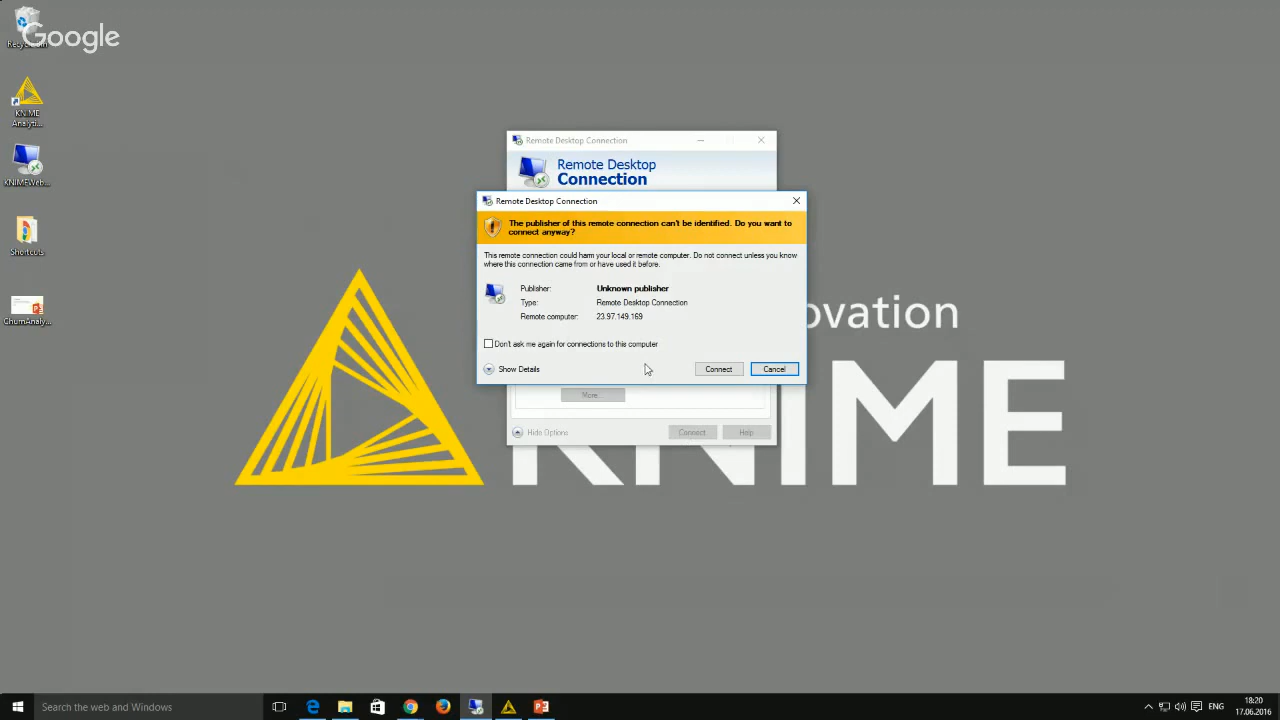 Google
Recycle Bin
KNIME
Analyti...
KNIMEWeb...
Shortcuts
ChurnAnaly...
Remote Desktop Connection
Remote Desktop
Connection
Remote Desktop Connection
The publisher of this remote connection can't be identified. Do you want to
connect anyway?
This remote connection could harm your local or remote computer. Do not connect unless you know
where this connection came from or have used it before.
Publisher: Unknown publisher
Type: Remote Desktop Connection
Remote computer: 23.97.149.169
Don't ask me again for connections to this computer
Show Details
Connect
Cancel
More...
Hide Options
Connect
Help
ovation
KNIME
Search the web and Windows
ENG
18:20
17.06.2016